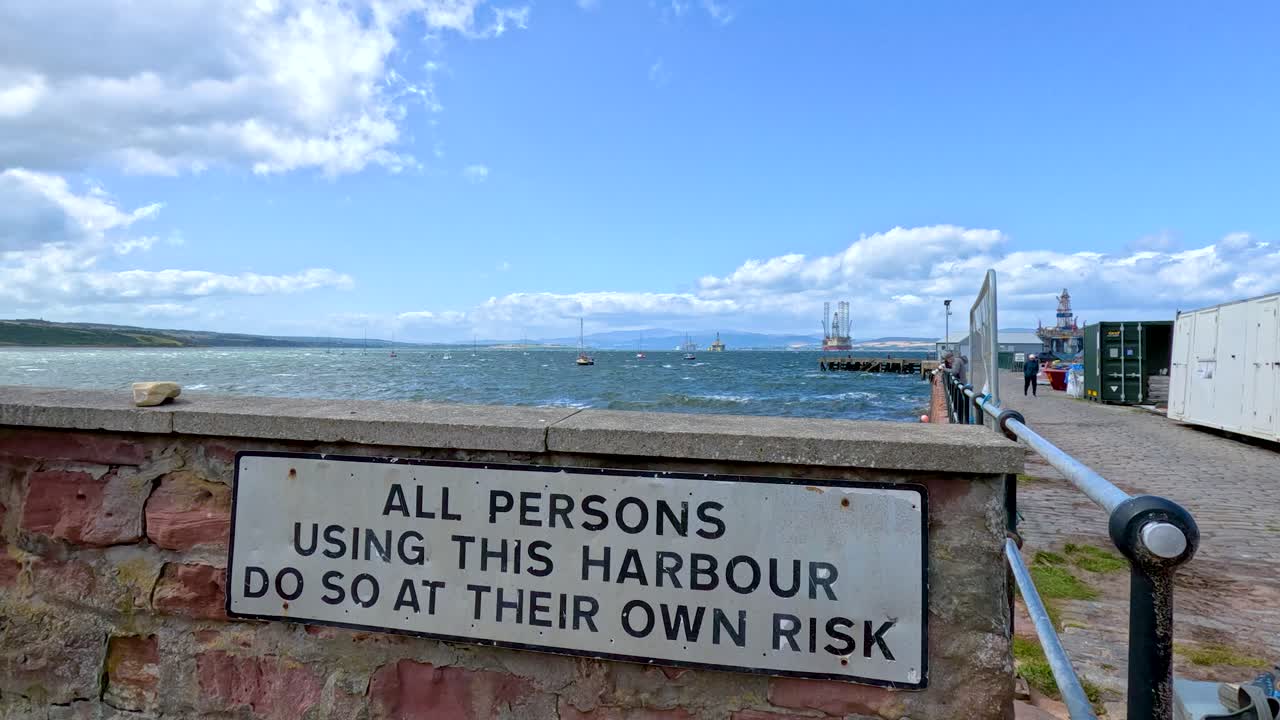 ALL PERSONS
USING THIS HARBOUR
DO SO AT THEIR OWN RISK